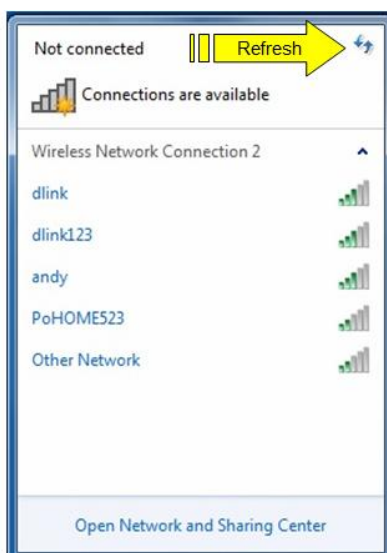 Not connected
Refresh
Connections are available
Wireless Network Connection 2
dlink
dlink123
andy
PoHOME523
Other Network
Open Network and Sharing Center